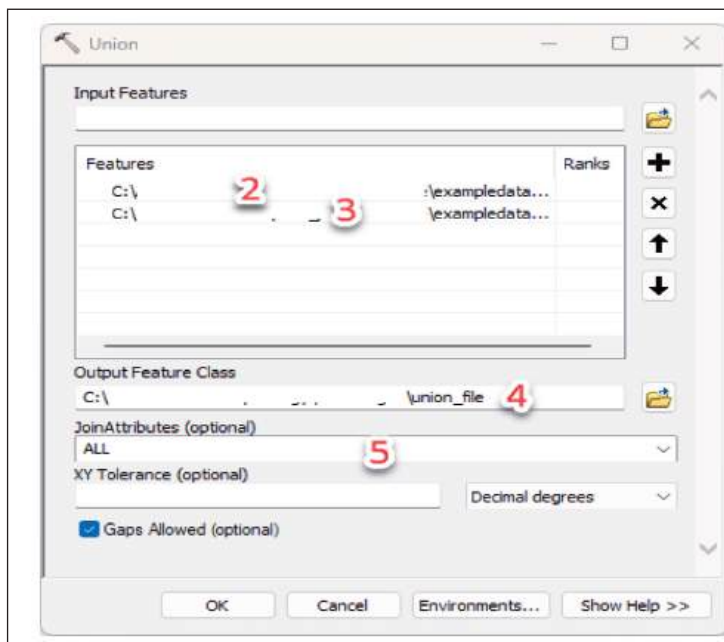 Union
Input Features
Features Ranks
C:\ 2 :\exampledata...
C:\ 3 \exampledata...
Output Feature Class
C:\ \union_file 4
JoinAttributes (optional)
ALL 5
XY Tolerance (optional)
Decimal degrees
Gaps Allowed (optional)
OK Cancel Environments... Show Help >>